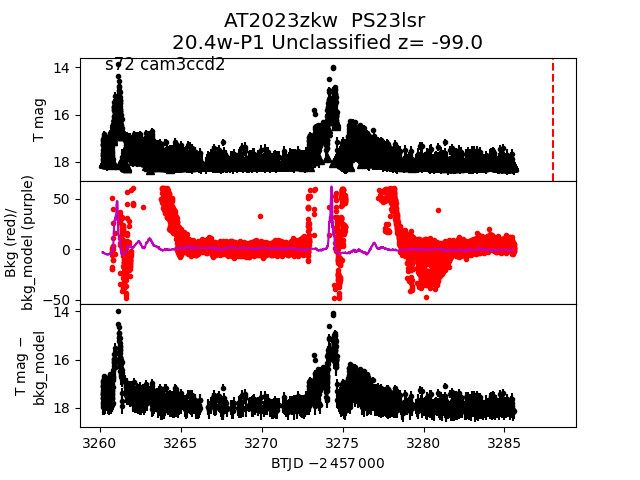 AT2023zkw PS23lsr
20.4w-P1 Unclassified z= -99.0
s72 cam3ccd2
14
16
18
T mag
50
0
−50
Bkg (red)/
bkg_model (purple)
14
16
18
T mag −
bkg_model
3260 3265 3270 3275 3280 3285
BTJD −2 457 000